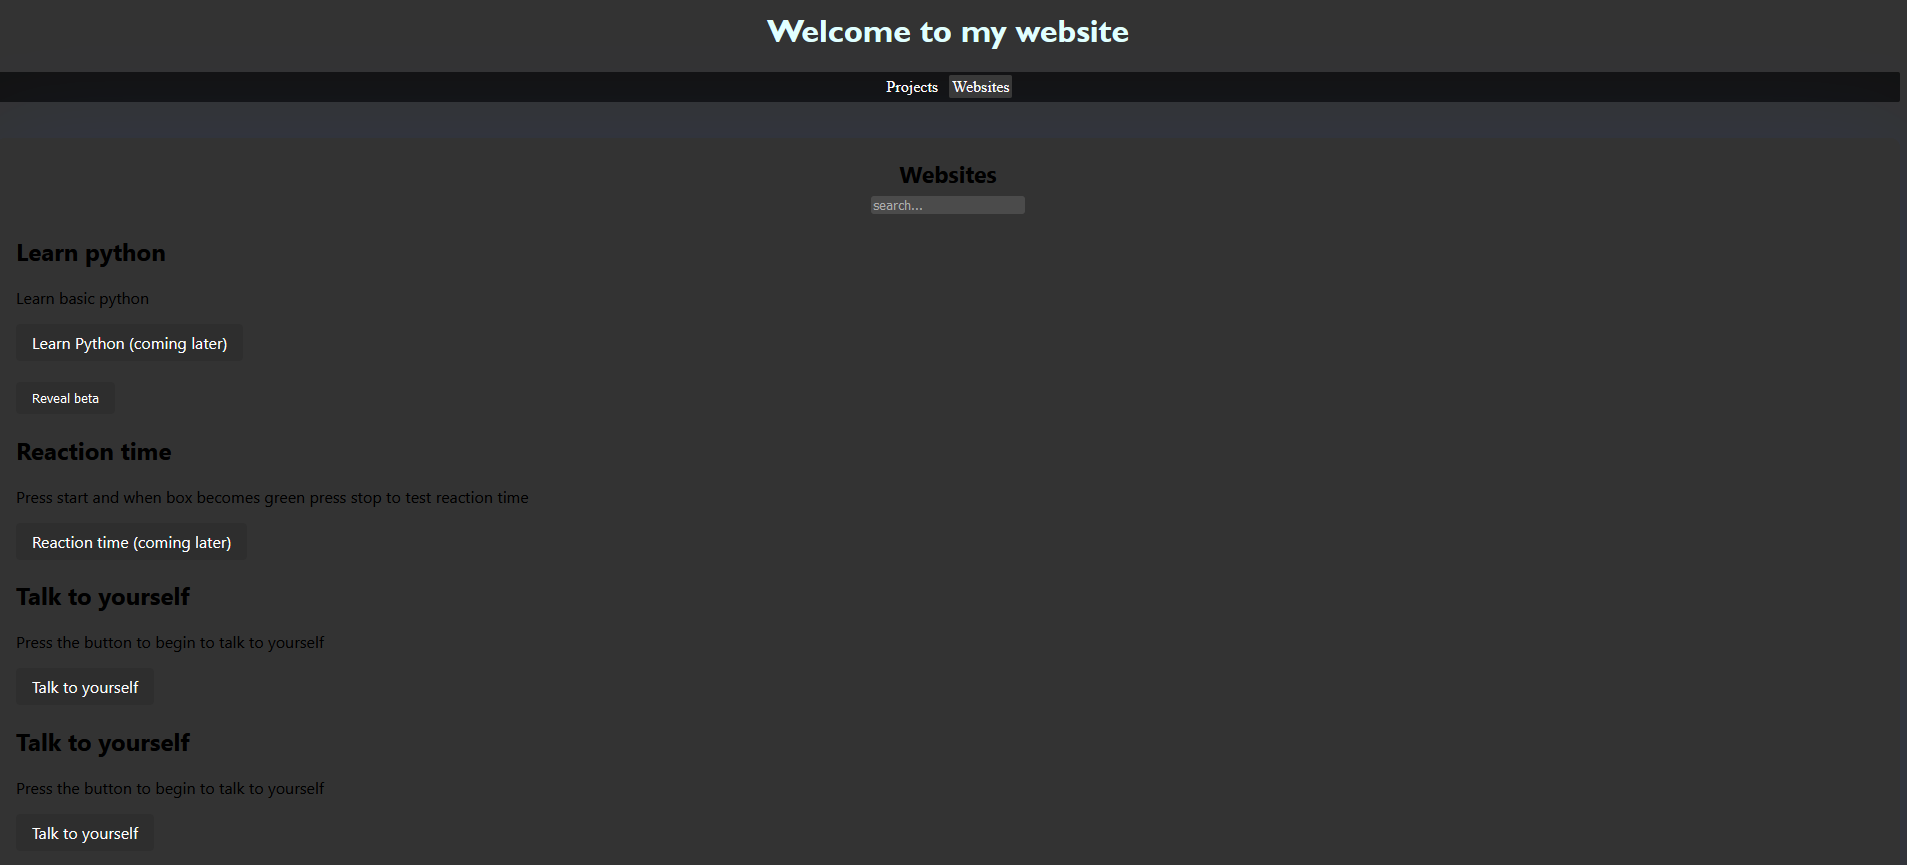 Welcome to my website
Projects Websites
Websites
search...
Learn python
Learn basic python
Learn Python (coming later)
Reveal beta
Reaction time
Press start and when box becomes green press stop to test reaction time
Reaction time (coming later)
Talk to yourself
Press the button to begin to talk to yourself
Talk to yourself
Talk to yourself
Press the button to begin to talk to yourself
Talk to yourself